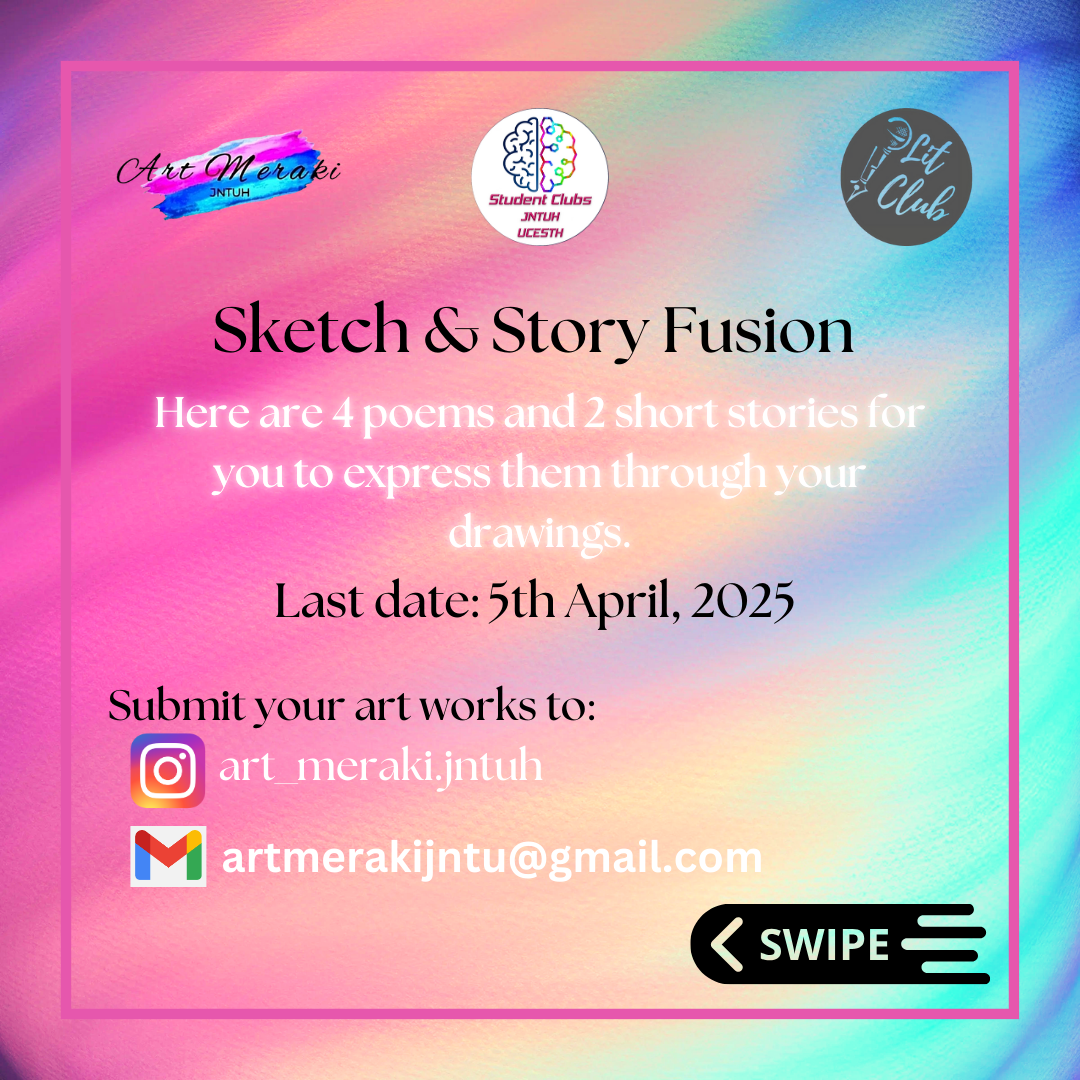 Art Meraki
JNTUH
Student Clubs
JNTUH
UCESTH
Lit
Club
Sketch & Story Fusion
Here are 4 poems and 2 short stories for
you to express them through your
drawings.
Last date: 5th April, 2025
Submit your art works to:
art_meraki.jntuh
artmerakijntu@gmail.com
SWIPE